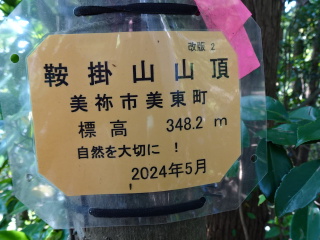 改版 2
鞍掛山山頂
美祢市美東町
標高 348.2 m
自然を大切に !
2024年5月